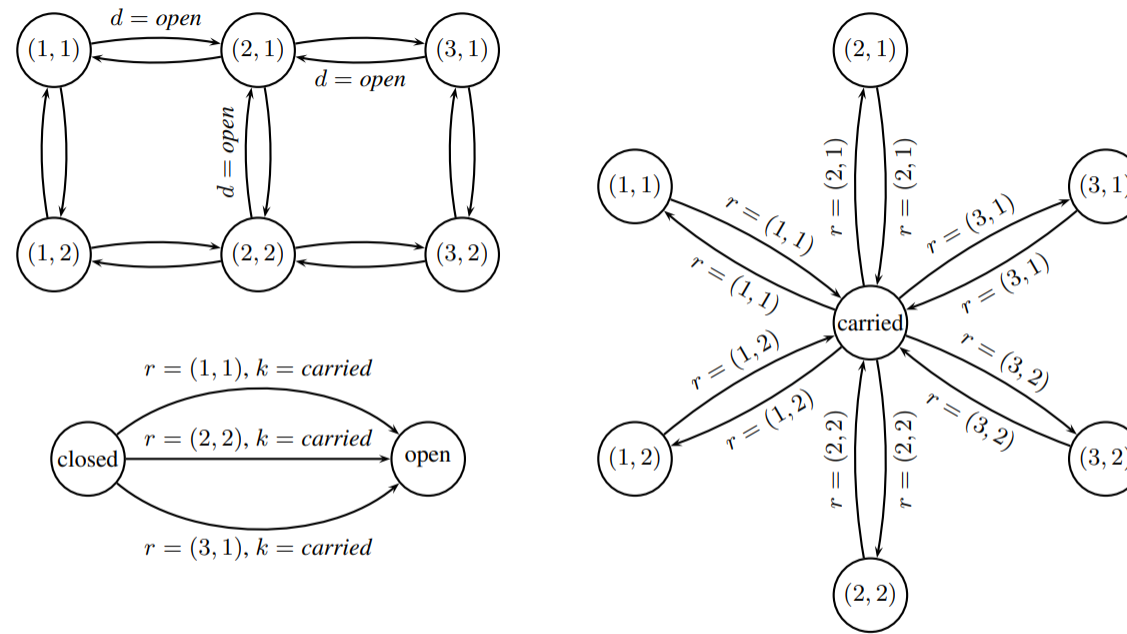 d = open
(1, 1)
(2, 1)
(3, 1)
d = open
d = open
(1, 2)
(2, 2)
(3, 2)
r = (1, 1), k = carried
r = (2, 2), k = carried
r = (3, 1), k = carried
closed
open
(2, 1)
r = (2, 1)
r = (2, 1)
(1, 1)
(3, 1)
r = (1, 1)
r = (1, 1)
r = (3, 1)
r = (3, 1)
carried
r = (1, 2)
r = (1, 2)
r = (3, 2)
r = (3, 2)
(1, 2)
(3, 2)
r = (2, 2)
r = (2, 2)
(2, 2)